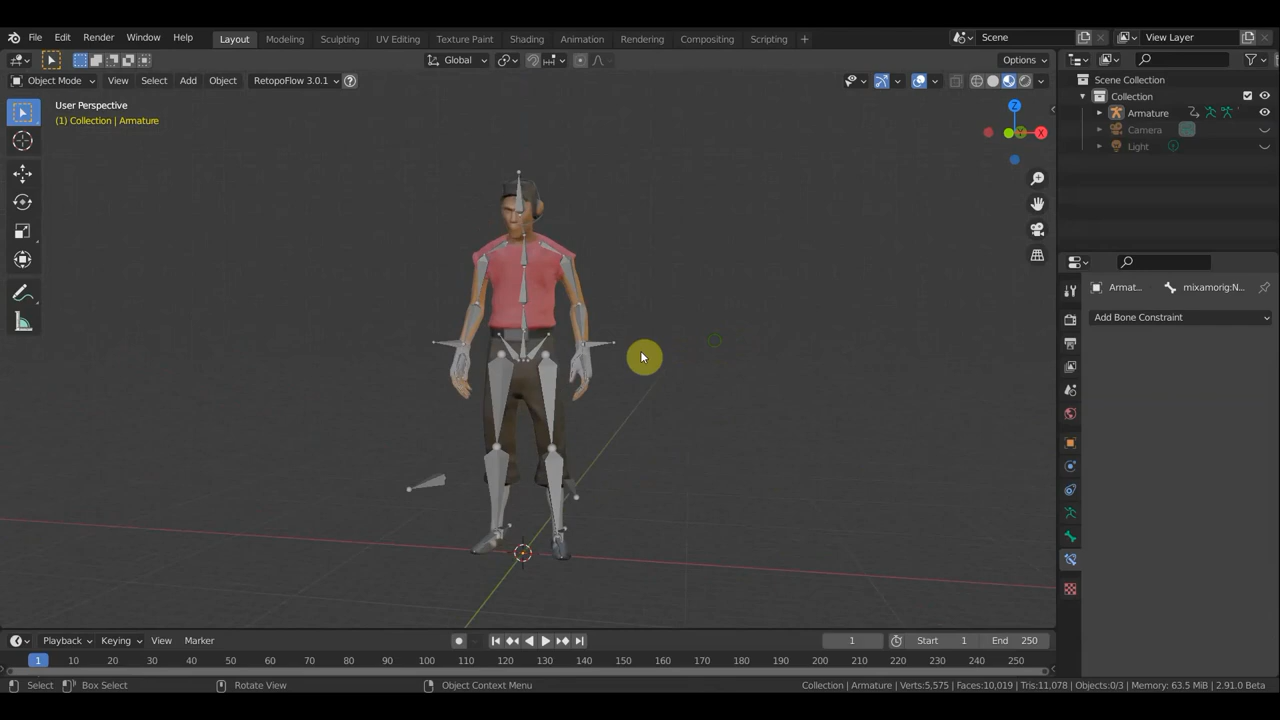 File Edit Render Window Help Layout Modeling Sculpting UV Editing Texture Paint Shading Animation Rendering Compositing Scripting + Scene View Layer
Global Options
Object Mode View Select Add Object RetopoFlow 3.0.1
User Perspective
(1) Collection | Armature
Z
Y
X
Scene Collection
Collection
Armature
Camera
Light
Armat... mixamorig:N...
Add Bone Constraint
Playback Keying View Marker 1 Start 1 End 250
1 10 20 30 40 50 60 70 80 90 100 110 120 130 140 150 160 170 180 190 200 210 220 230 240 250
Select Box Select Rotate View Object Context Menu Collection | Armature | Verts:5,575 | Faces:10,019 | Tris:11,078 | Objects:0/3 | Memory: 63.5 MiB | 2.91.0 Beta